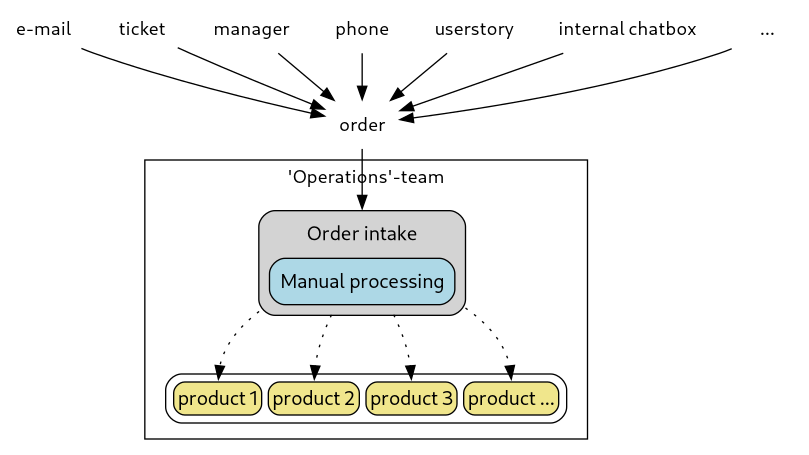 e-mail ticket manager phone userstory internal chatbox ...
order
'Operations'-team
Order intake
Manual processing
product 1 product 2 product 3 product ...